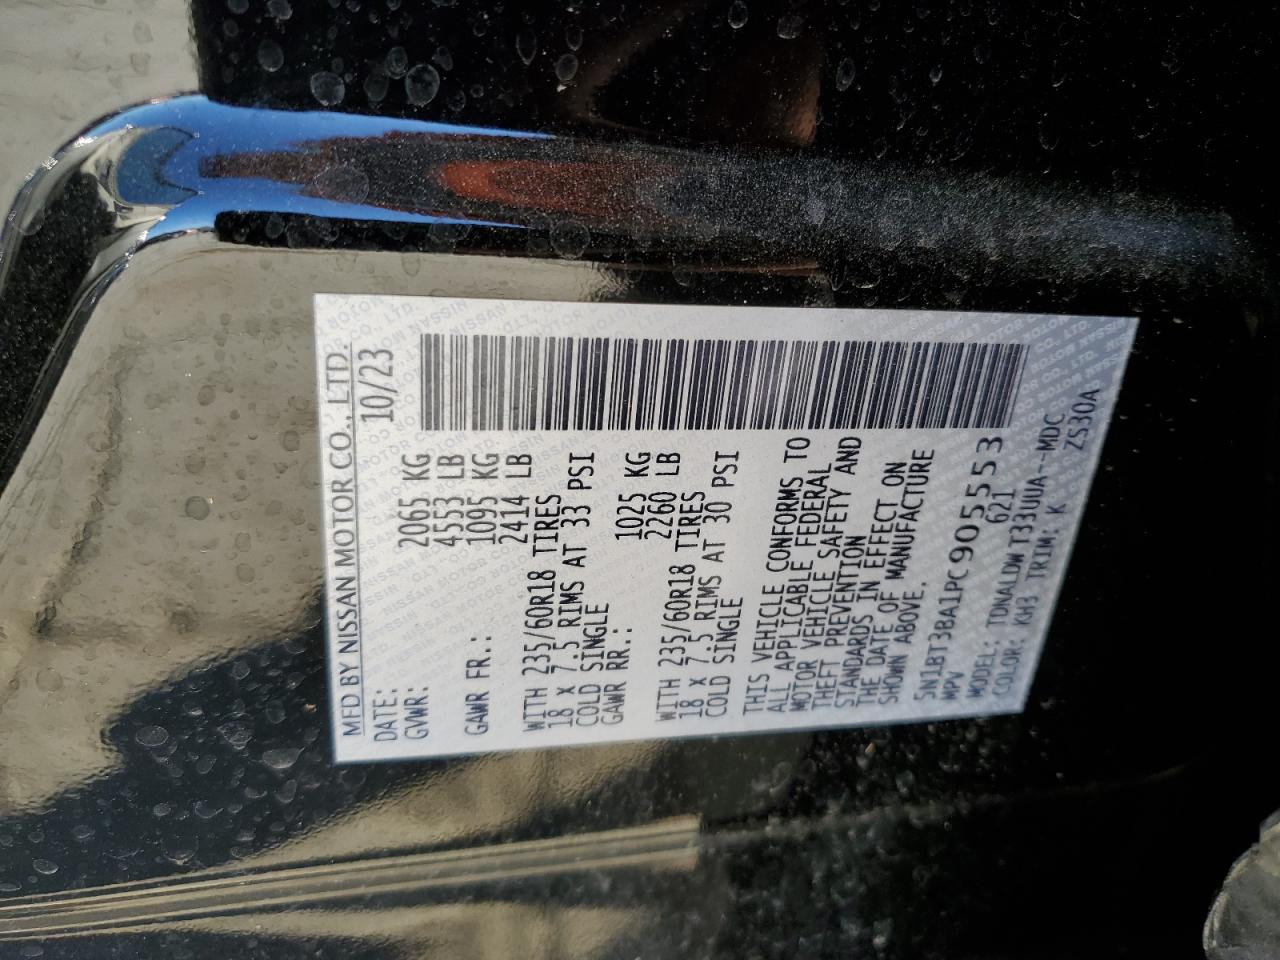 MFD BY NISSAN MOTOR CO., LTD.
DATE: 10/23
GVWR: 2065 KG
4553 LB
GAWR FR.: 1095 KG
2414 LB
WITH 235/60R18 TIRES
18 X 7.5 RIMS AT 33 PSI
COLD SINGLE
GAWR RR.: 1025 KG
2260 LB
WITH 235/60R18 TIRES
18 X 7.5 RIMS AT 30 PSI
COLD SINGLE
THIS VEHICLE CONFORMS TO
ALL APPLICABLE FEDERAL
MOTOR VEHICLE SAFETY AND
THEFT PREVENTION
STANDARDS IN EFFECT ON
THE DATE OF MANUFACTURE
SHOWN ABOVE.
5N1BT3BA1PC905553
MPV 621
MODEL: TDNALDWT33UUA--MDC
COLOR: KH3 TRIM: K ZS30A